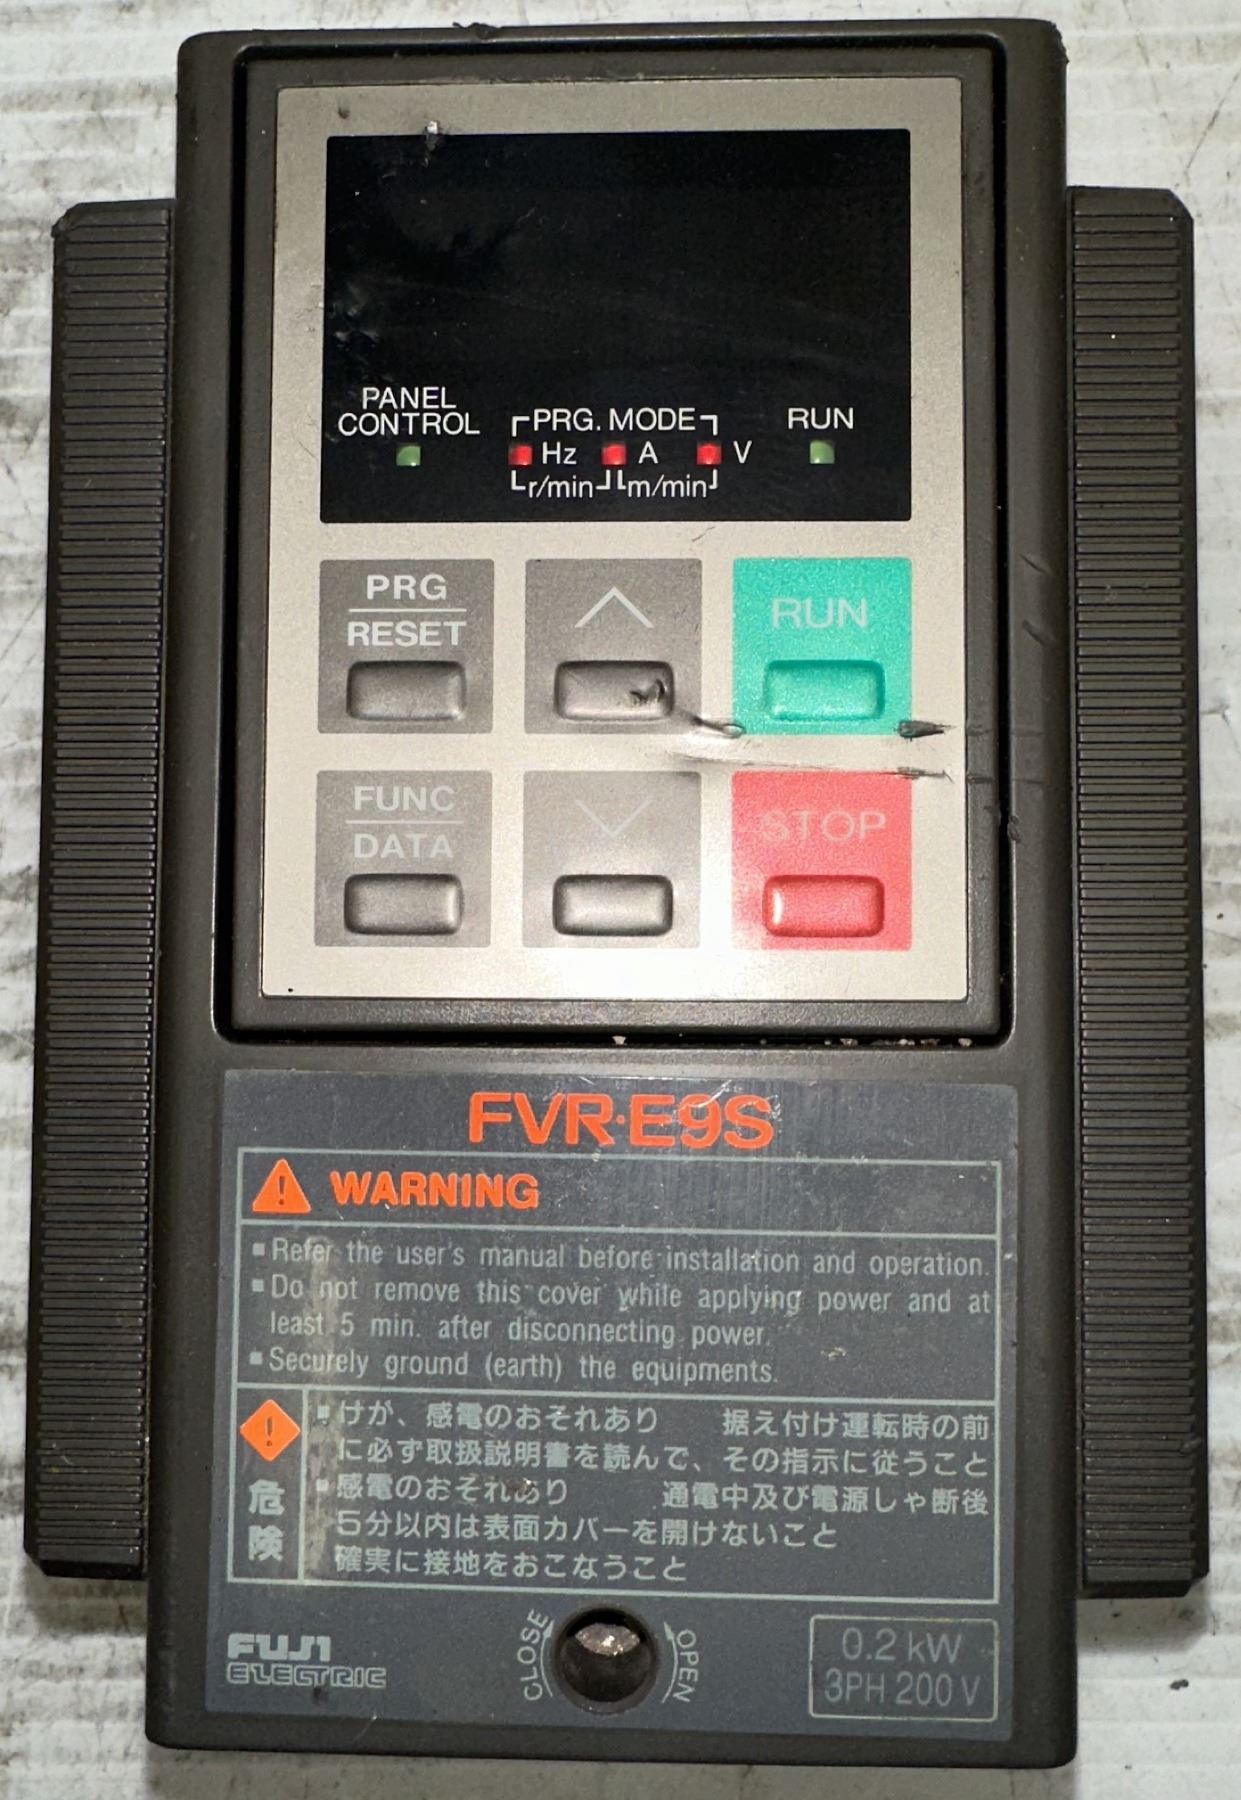 PANEL
CONTROL
PRG. MODE
Hz A V
r/min m/min
RUN
PRG
RESET
RUN
FUNC
DATA
STOP
FVR·E9S
WARNING
▪Refer the user's manual before installation and operation.
▪Do not remove this cover while applying power and at
least 5 min. after disconnecting power.
▪Securely ground (earth) the equipments.
危険
▪けが、感電のおそれあり 据え付け運転時の前
に必ず取扱説明書を読んで、その指示に従うこと
▪感電のおそれあり 通電中及び電源しゃ断後
5分以内は表面カバーを開けないこと
確実に接地をおこなうこと
FUJI
ELECTRIC
CLOSE
OPEN
0.2 kW
3PH 200 V